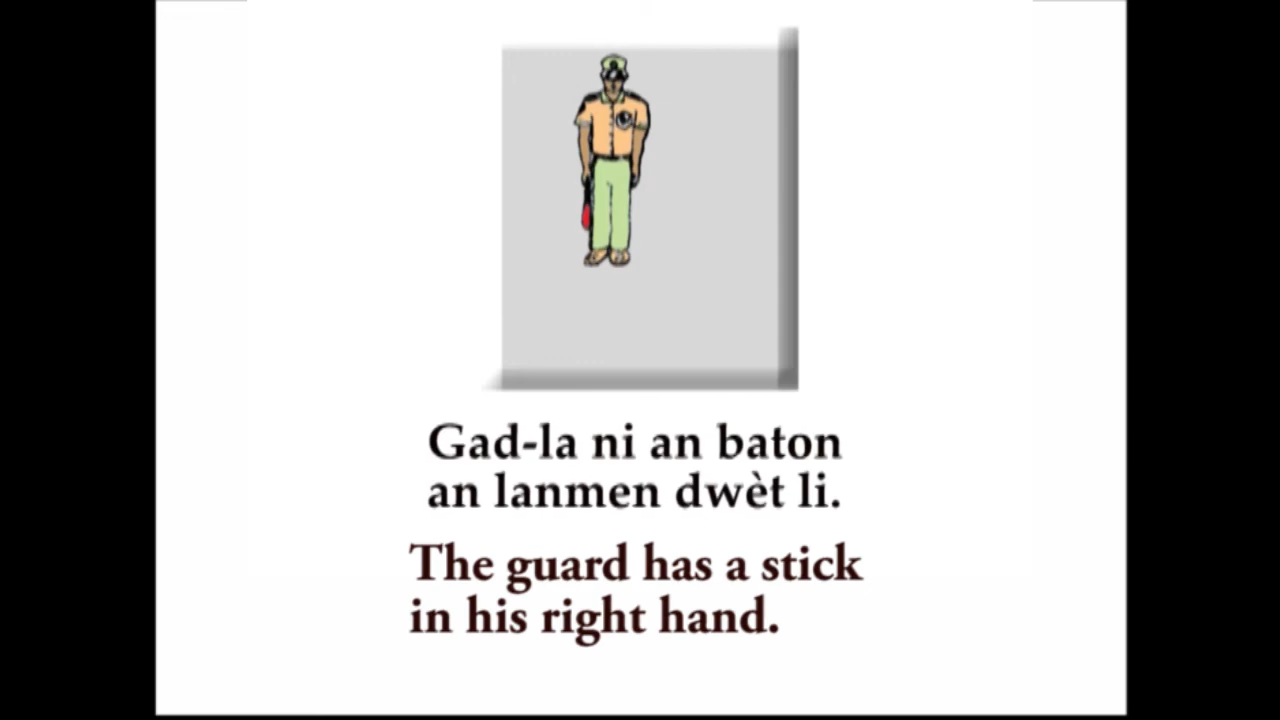 Gad-la ni an baton
an lanmen dwèt li.
The guard has a stick
in his right hand.